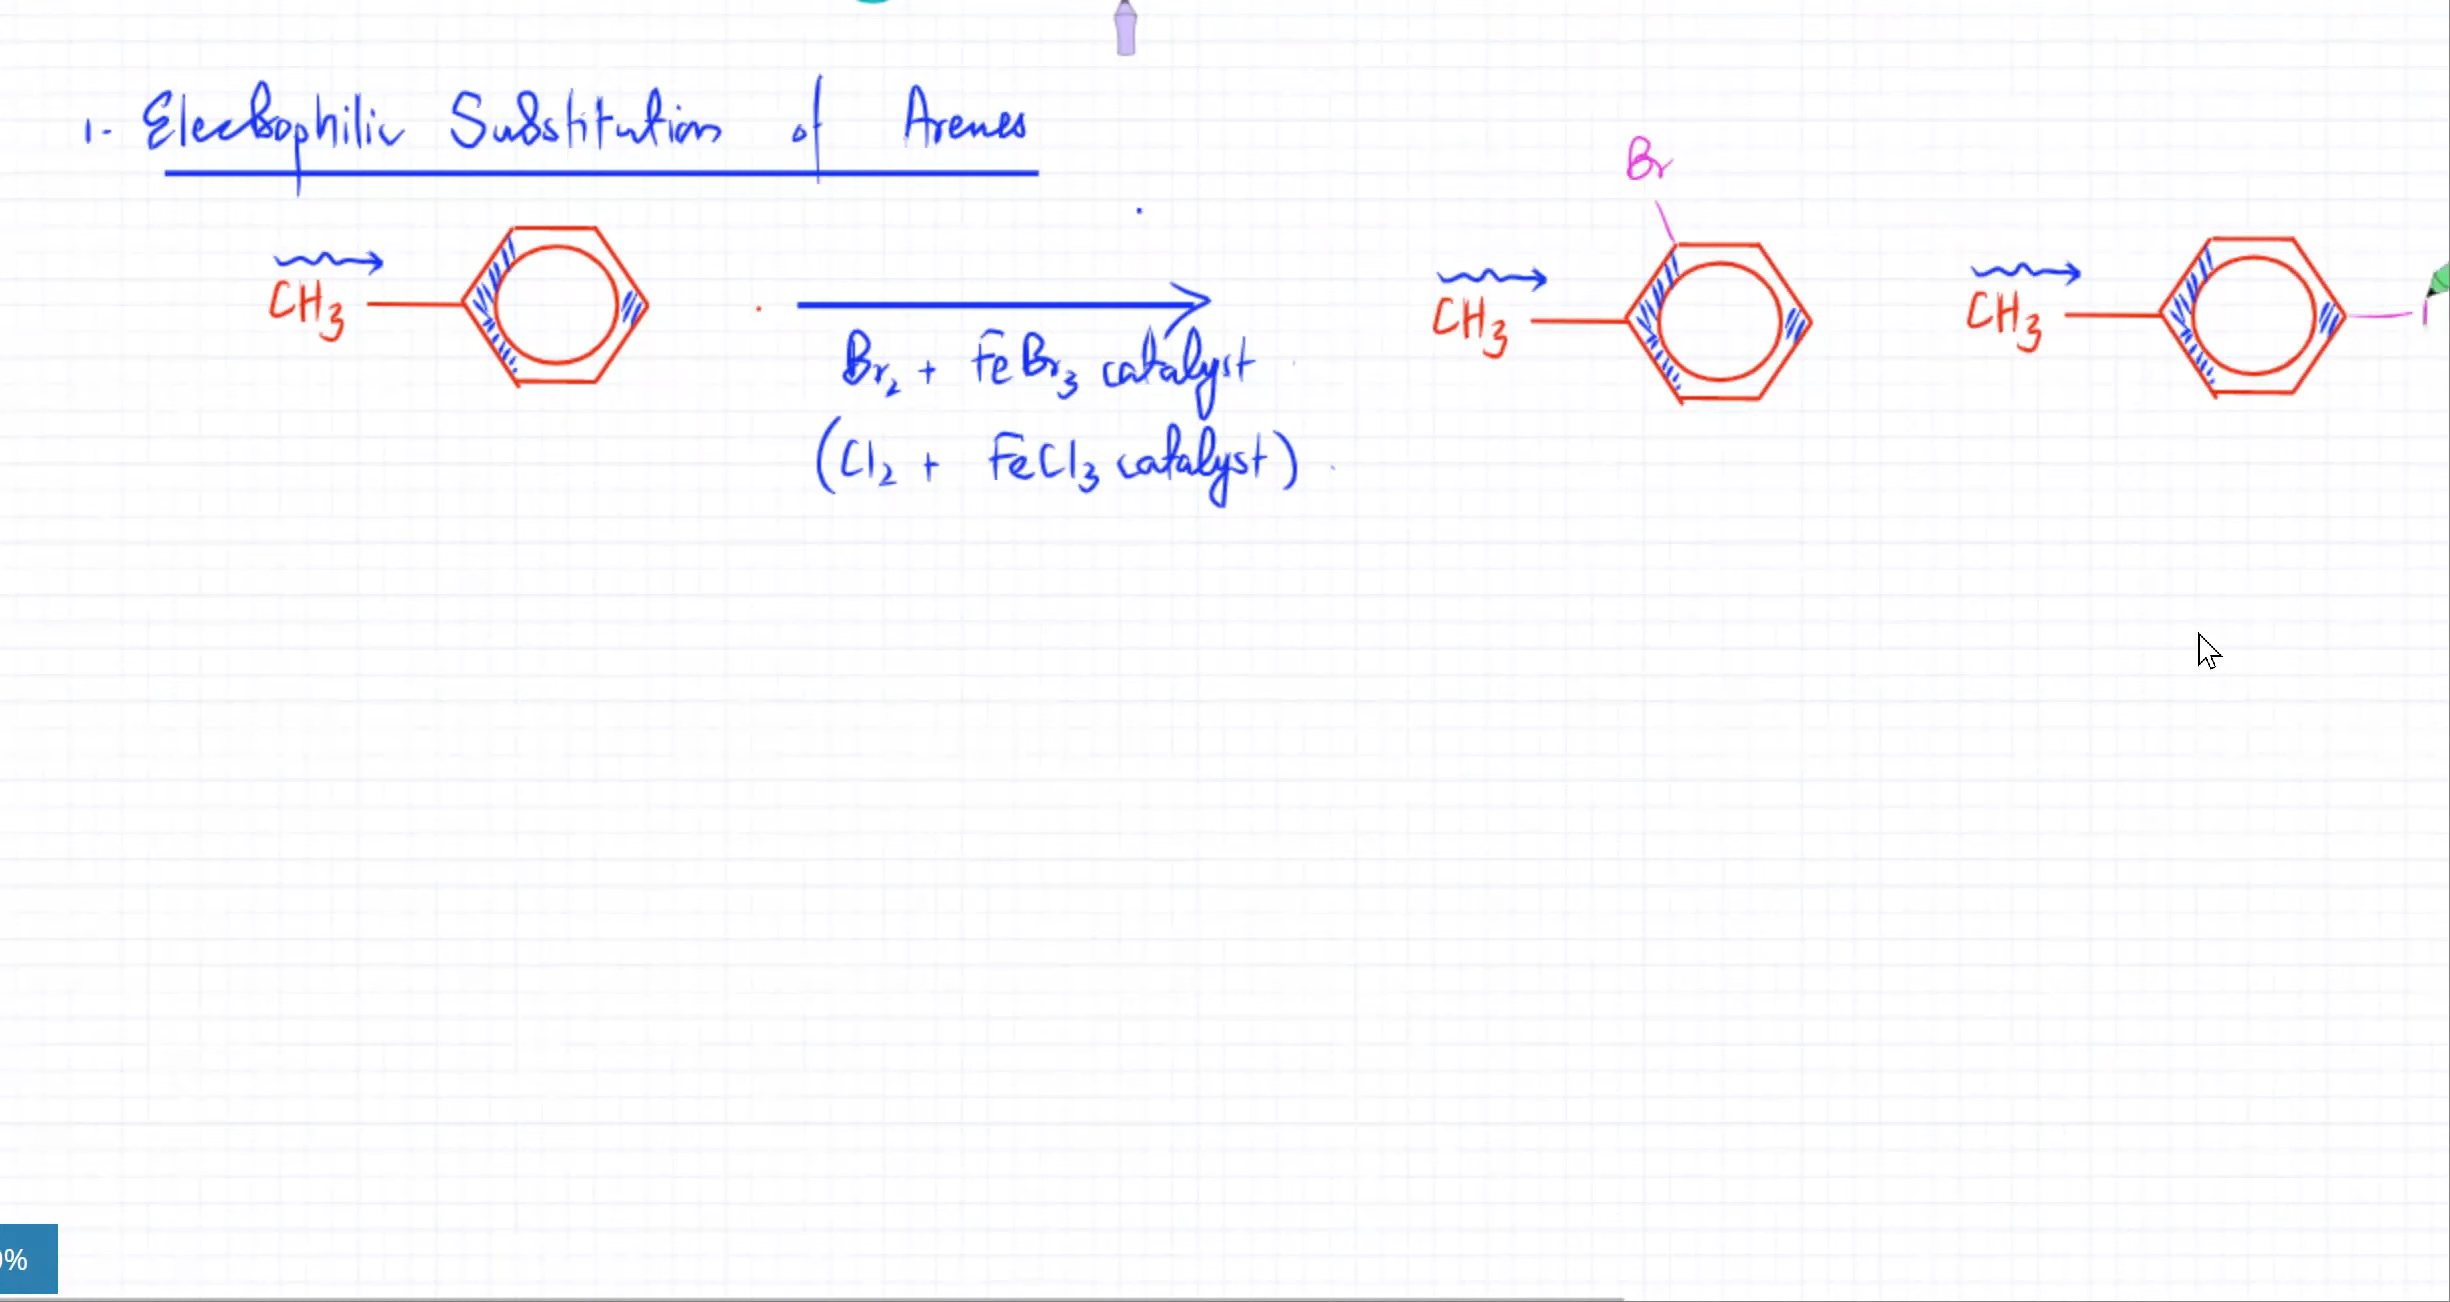 1. Electrophilic Substitution of Arenes
Br
CH₃ CH₃ CH₃
Br₂ + FeBr₃ catalyst
(Cl₂ + FeCl₃ catalyst)
0%